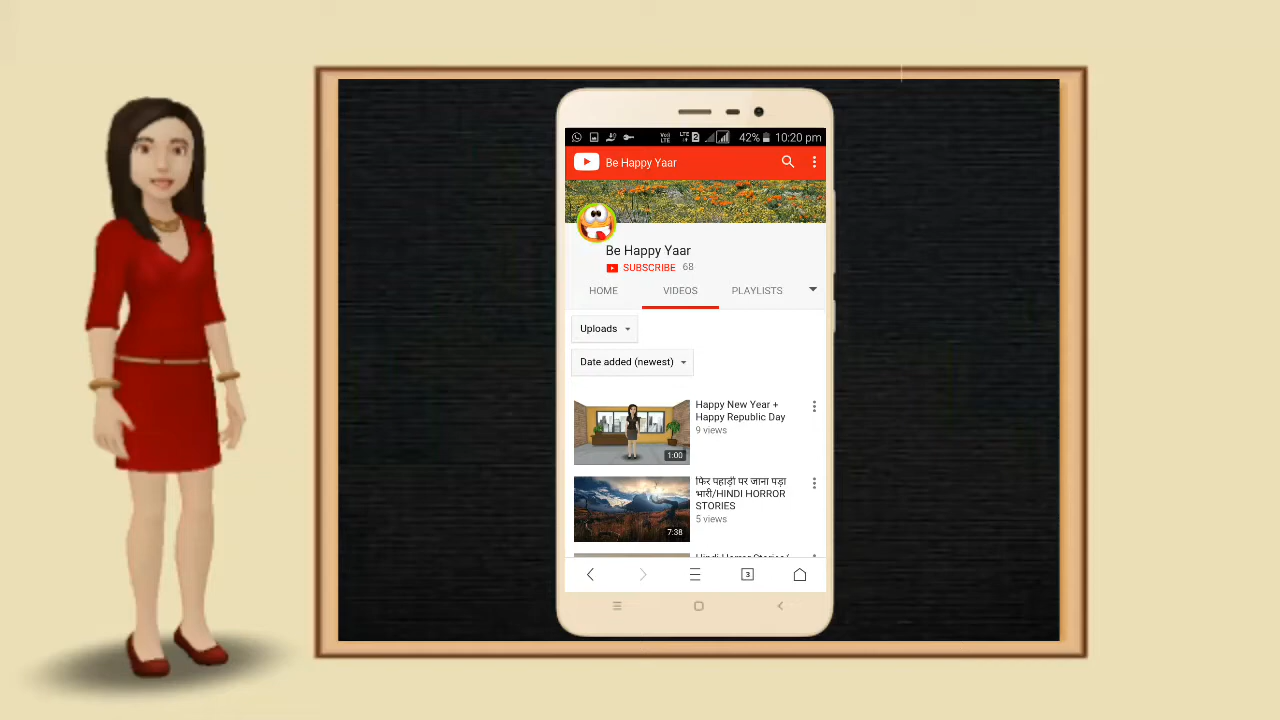 42% 10:20 pm
Be Happy Yaar
Be Happy Yaar
SUBSCRIBE 68
HOME VIDEOS PLAYLISTS
Uploads
Date added (newest)
Happy New Year +
Happy Republic Day
9 views
1:00
फिर पहाड़ी पर जाना पड़ा
भारी/HINDI HORROR
STORIES
5 views
7:38
3